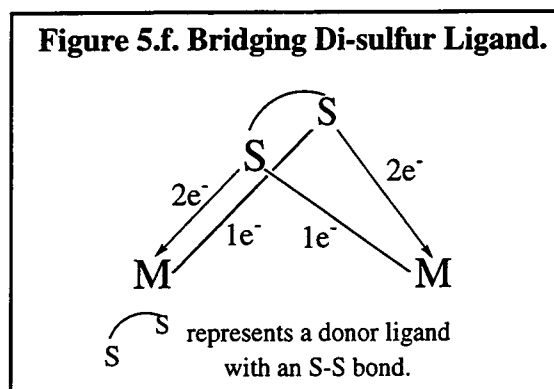 Figure 5.f. Bridging Di-sulfur Ligand.
S
S
2e-
2e-
1e-
1e-
M
M
S
S
represents a donor ligand
with an S-S bond.